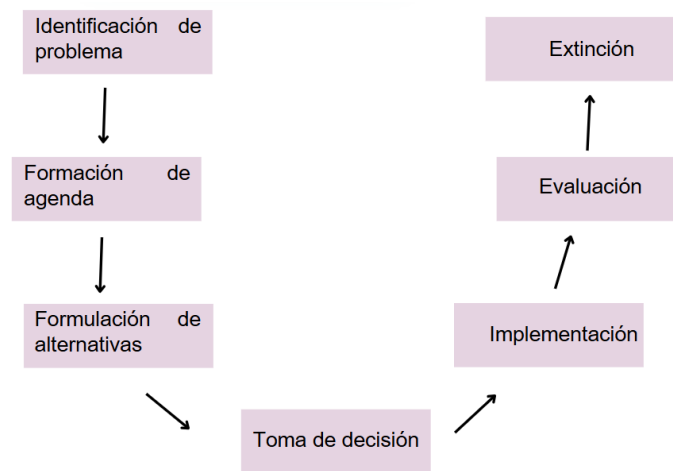 Identificación de
problema
Formación de
agenda
Formulación de
alternativas
Toma de decisión
Implementación
Evaluación
Extinción